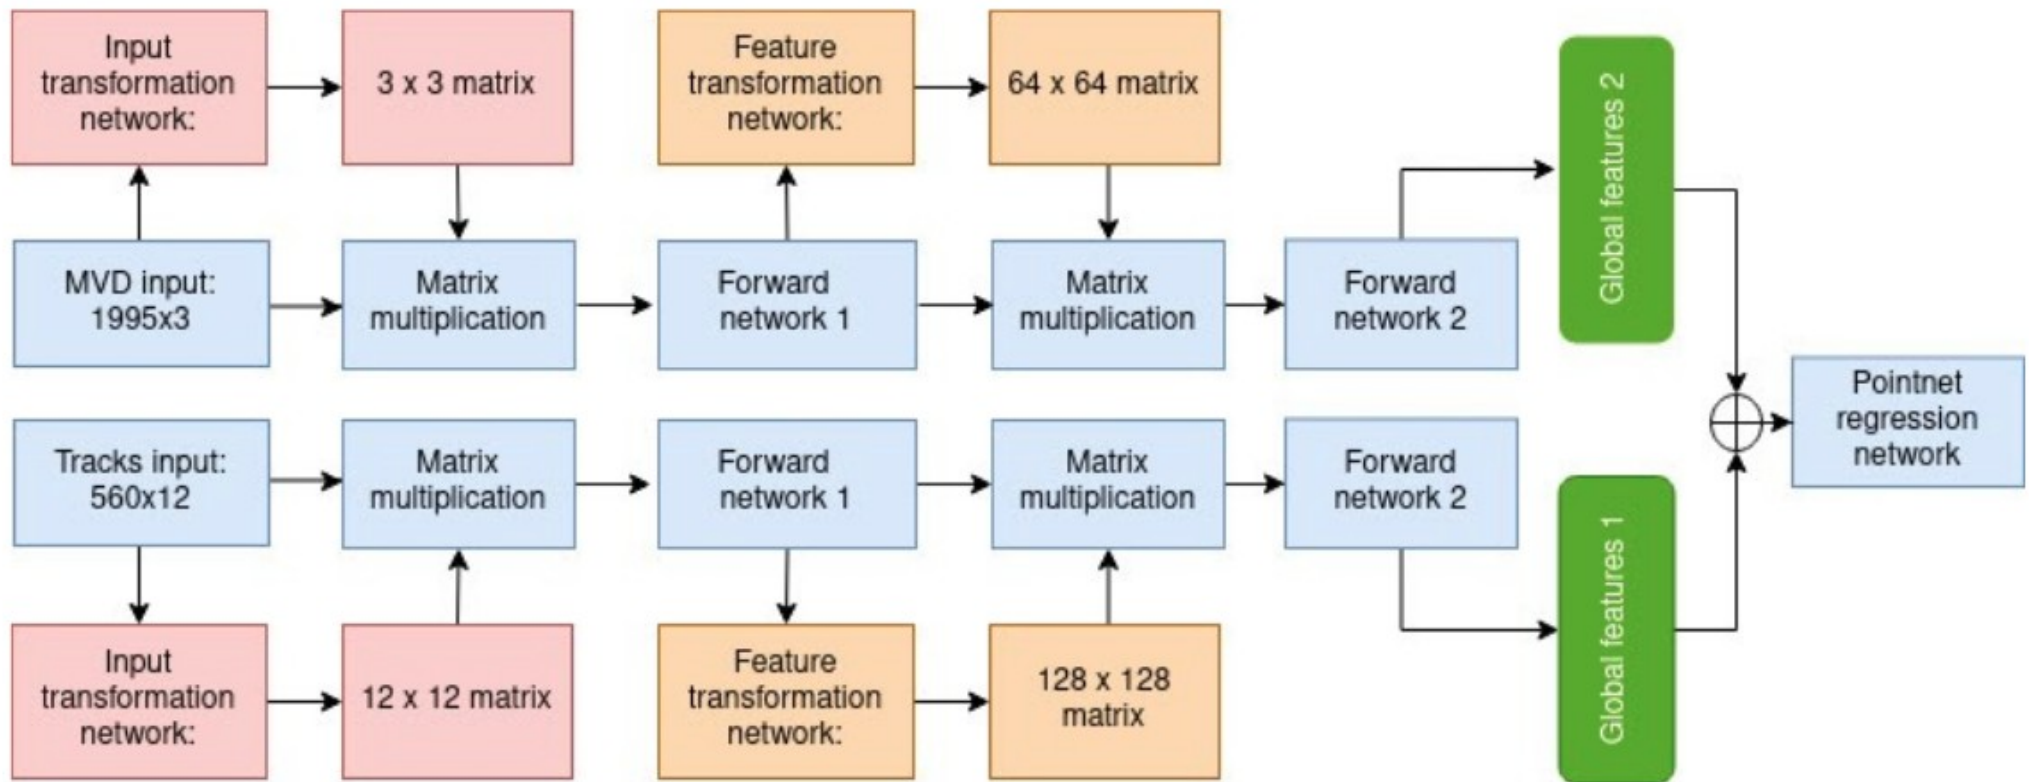 Input
transformation
network:
3 x 3 matrix
Feature
transformation
network:
64 x 64 matrix
Global features 2
MVD input:
1995x3
Matrix
multiplication
Forward
network 1
Matrix
multiplication
Forward
network 2
Pointnet
regression
network
Tracks input:
560x12
Matrix
multiplication
Forward
network 1
Matrix
multiplication
Forward
network 2
Global features 1
Input
transformation
network:
12 x 12 matrix
Feature
transformation
network:
128 x 128
matrix